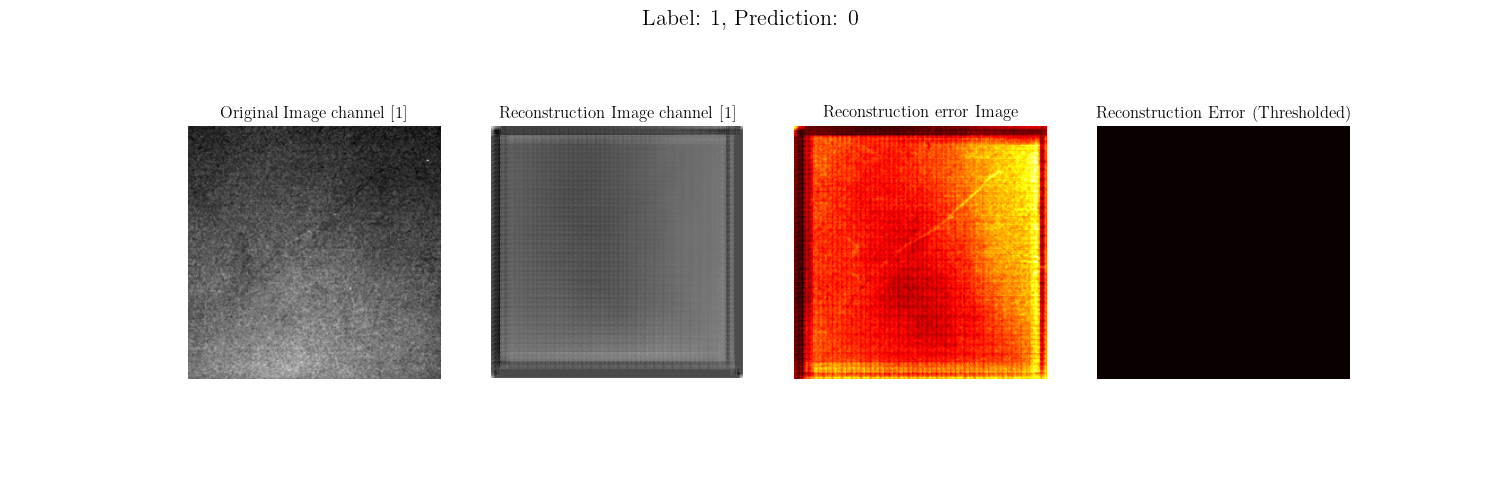 Label: 1, Prediction: 0
Original Image channel [1]
Reconstruction Image channel [1]
Reconstruction error Image
Reconstruction Error (Thresholded)